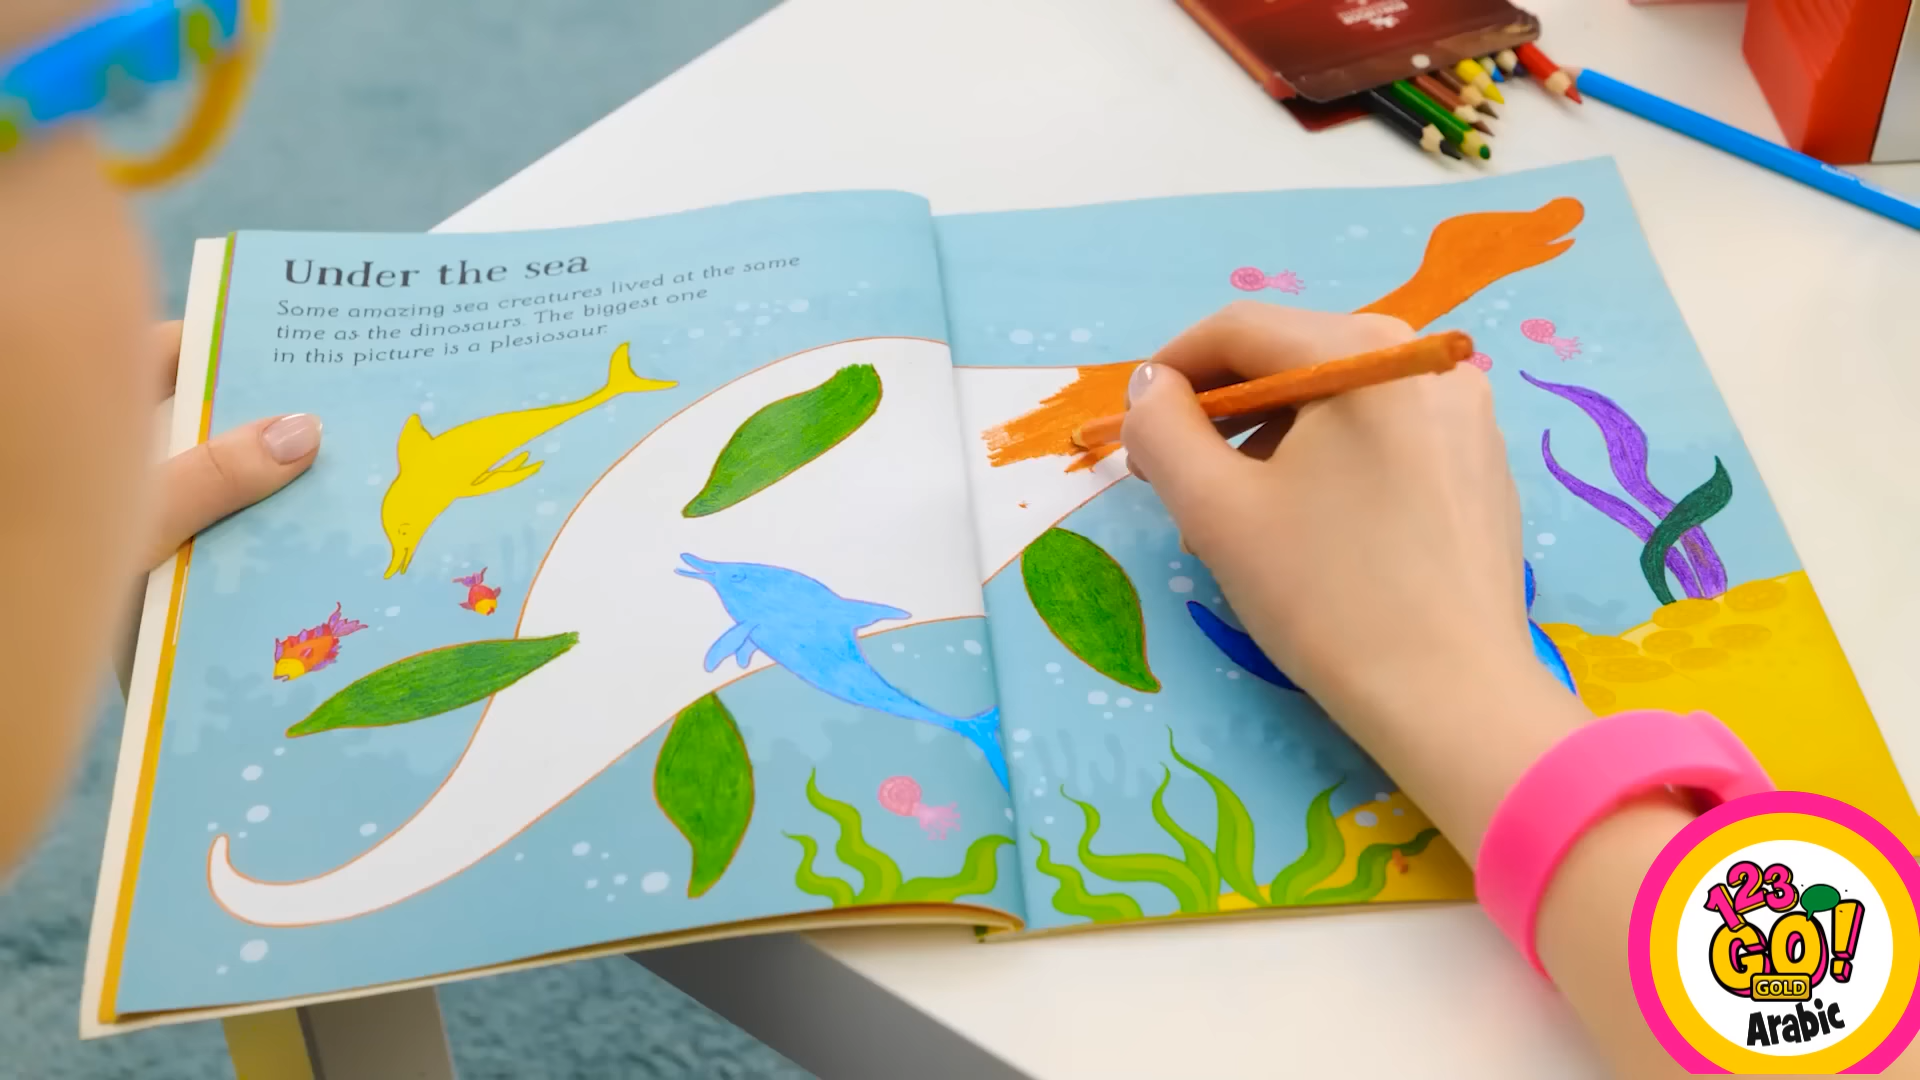 Under the sea
Some amazing sea creatures lived at the same
time as the dinosaurs. The biggest one
in this picture is a plesiosaur.
123
GO!
GOLD
Arabic